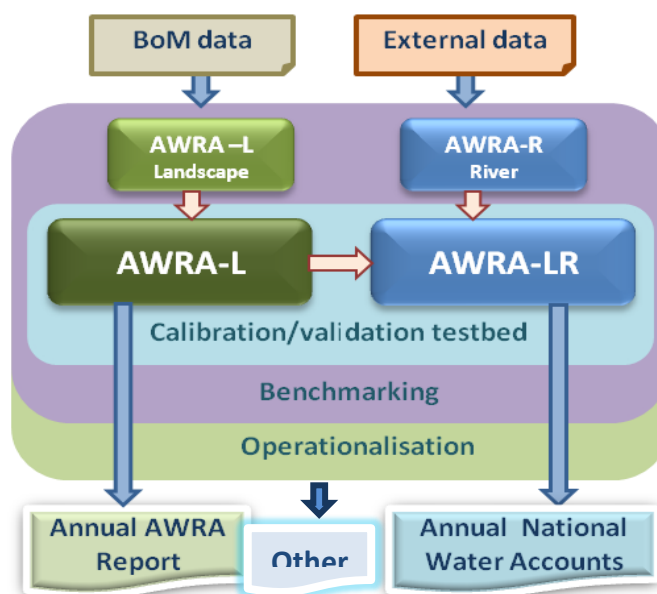 BoM data
External data
AWRA –L
Landscape
AWRA-R
River
AWRA-L
AWRA-LR
Calibration/validation testbed
Benchmarking
Operationalisation
Annual AWRA
Report
Other
Annual National
Water Accounts